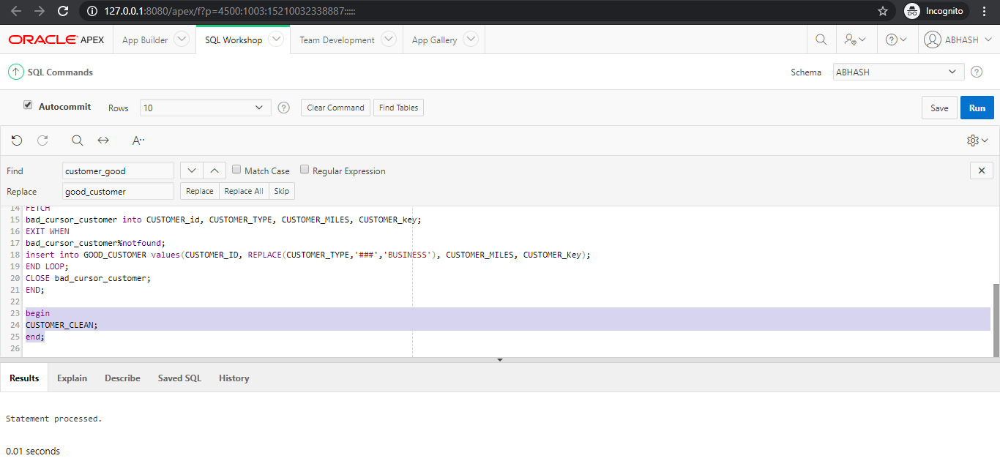 127.0.0.1:8080/apex/f?p=4500:1003:15210032338887:::::
Incognito
ORACLE APEX
App Builder
SQL Workshop
Team Development
App Gallery
ABHASH
SQL Commands
Schema
ABHASH
Autocommit
Rows
10
Clear Command
Find Tables
Save
Run
A··
Find
customer_good
Match Case
Regular Expression
Replace
good_customer
Replace
Replace All
Skip
14 FETCH
15 bad_cursor_customer into CUSTOMER_id, CUSTOMER_TYPE, CUSTOMER_MILES, CUSTOMER_key;
16 EXIT WHEN
17 bad_cursor_customer%notfound;
18 insert into GOOD_CUSTOMER values(CUSTOMER_ID, REPLACE(CUSTOMER_TYPE,'###','BUSINESS'), CUSTOMER_MILES, CUSTOMER_Key);
19 END LOOP;
20 CLOSE bad_cursor_customer;
21 END;
22
23 begin
24 CUSTOMER_CLEAN;
25 end;
26
Results
Explain
Describe
Saved SQL
History
Statement processed.
0.01 seconds